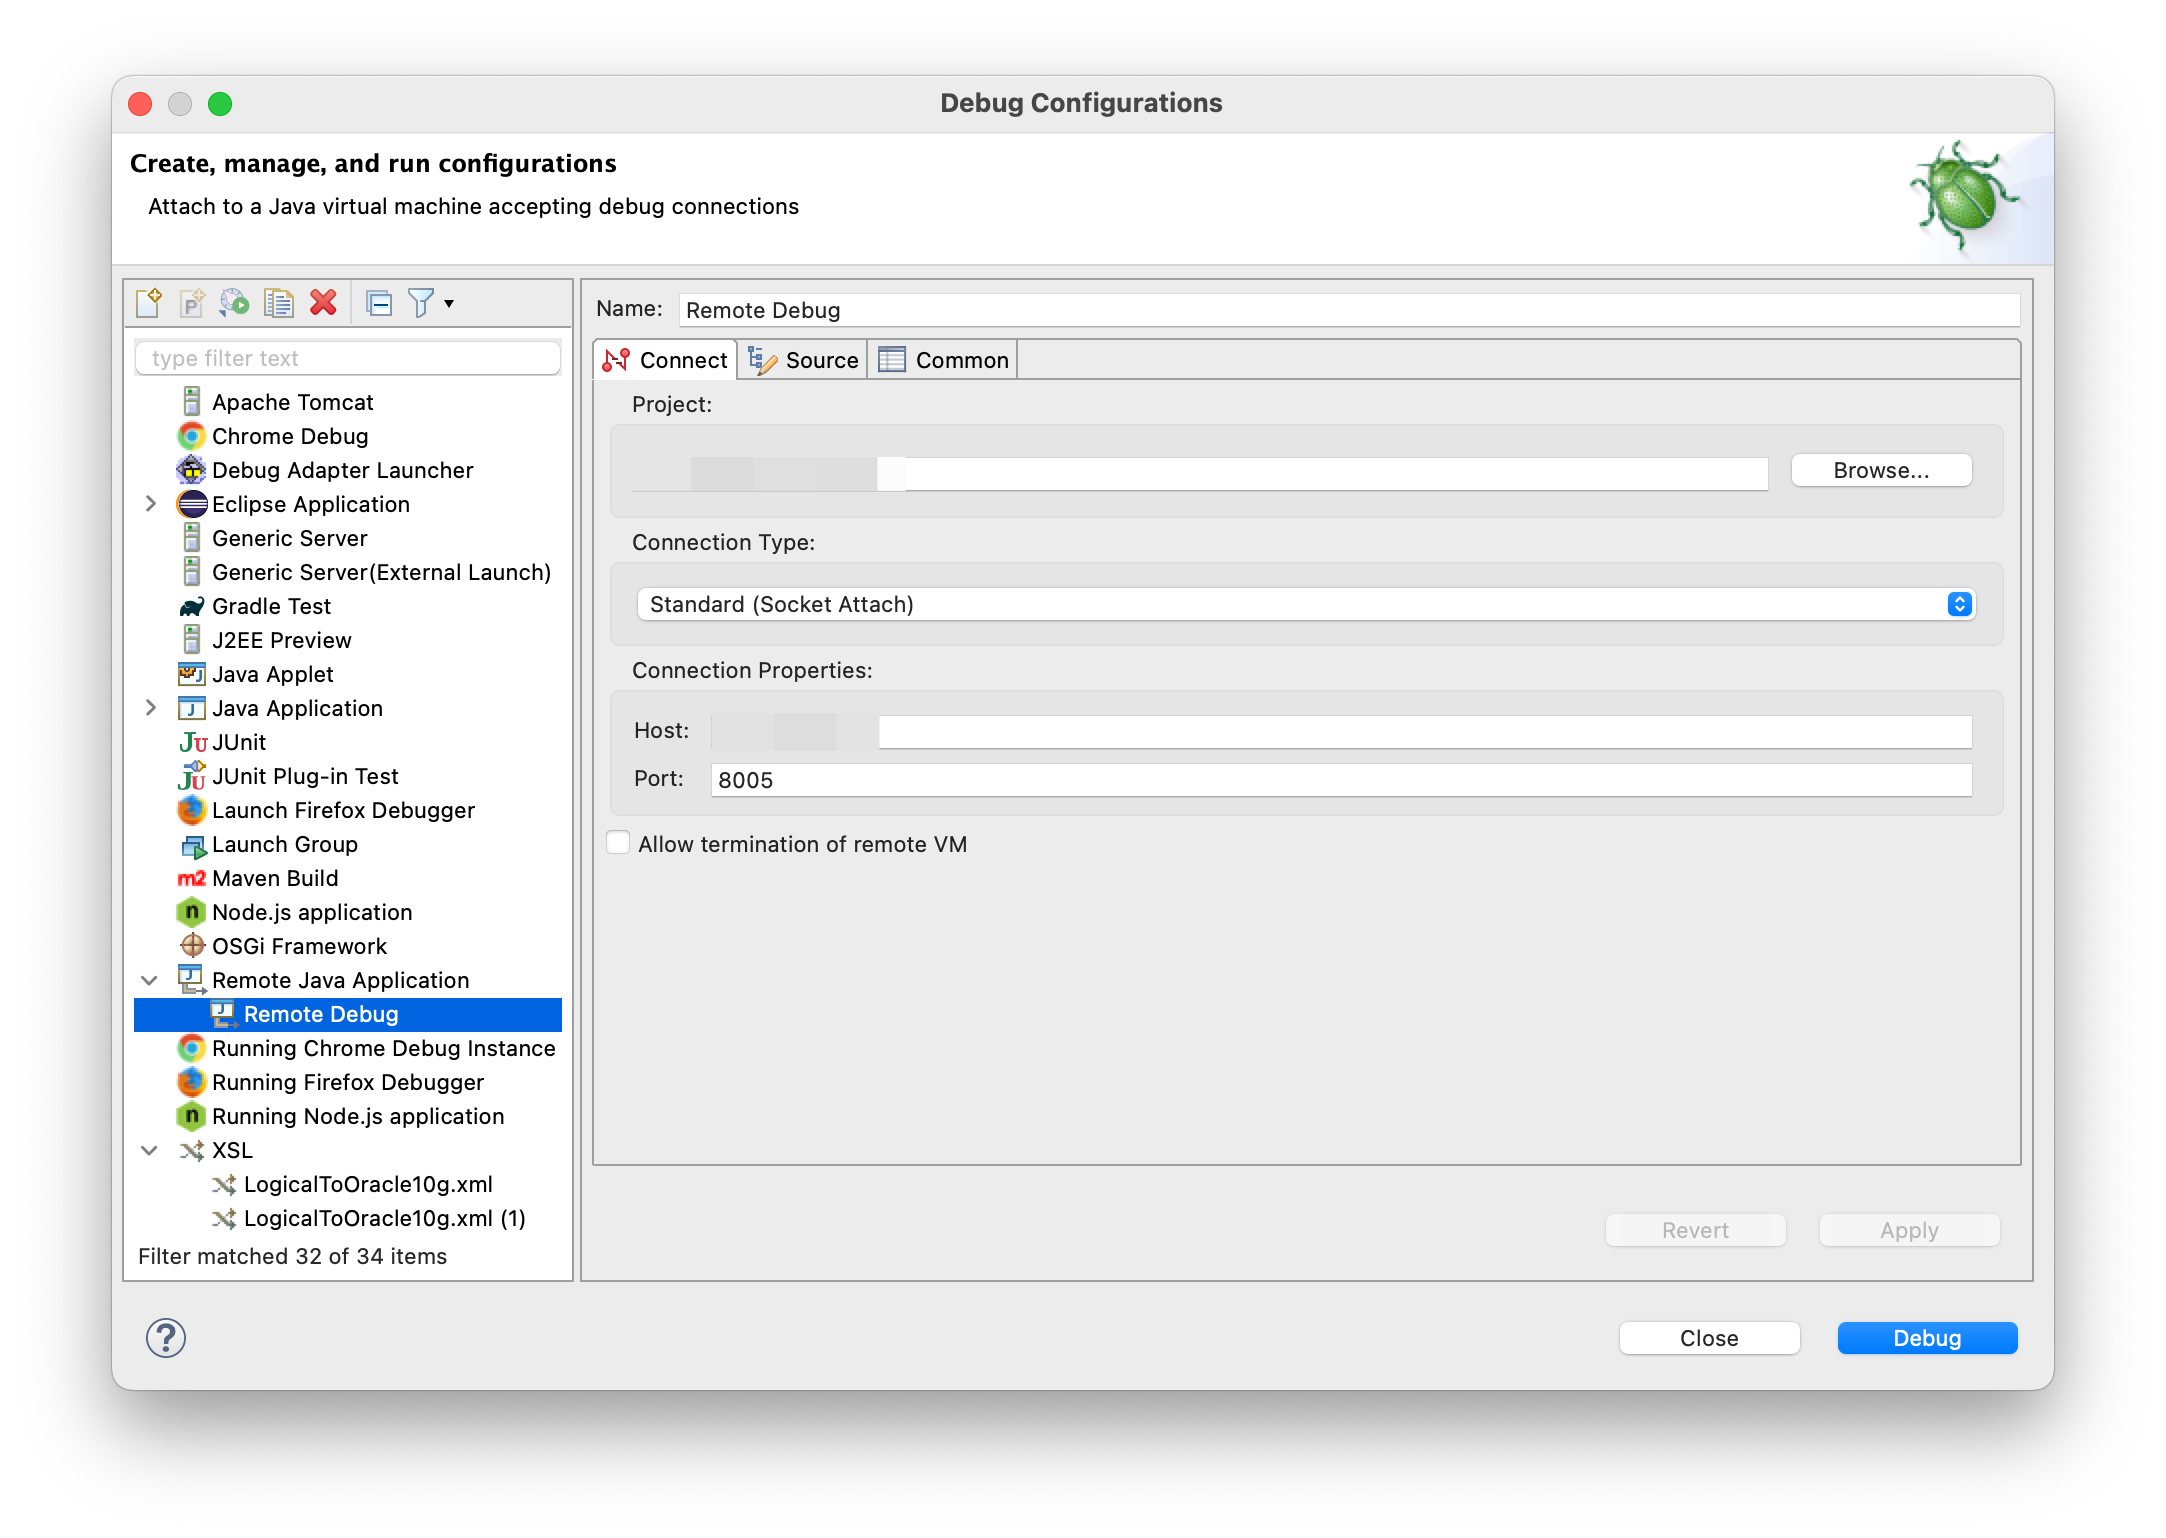 Debug Configurations
Create, manage, and run configurations
Attach to a Java virtual machine accepting debug connections
type filter text
Apache Tomcat
Chrome Debug
Debug Adapter Launcher
Eclipse Application
Generic Server
Generic Server(External Launch)
Gradle Test
J2EE Preview
Java Applet
Java Application
JUnit
JUnit Plug-in Test
Launch Firefox Debugger
Launch Group
Maven Build
Node.js application
OSGi Framework
Remote Java Application
Remote Debug
Running Chrome Debug Instance
Running Firefox Debugger
Running Node.js application
XSL
LogicalToOracle10g.xml
LogicalToOracle10g.xml (1)
Filter matched 32 of 34 items
Name: Remote Debug
Connect Source Common
Project:
Browse...
Connection Type:
Standard (Socket Attach)
Connection Properties:
Host:
Port: 8005
Allow termination of remote VM
Revert Apply
Close Debug